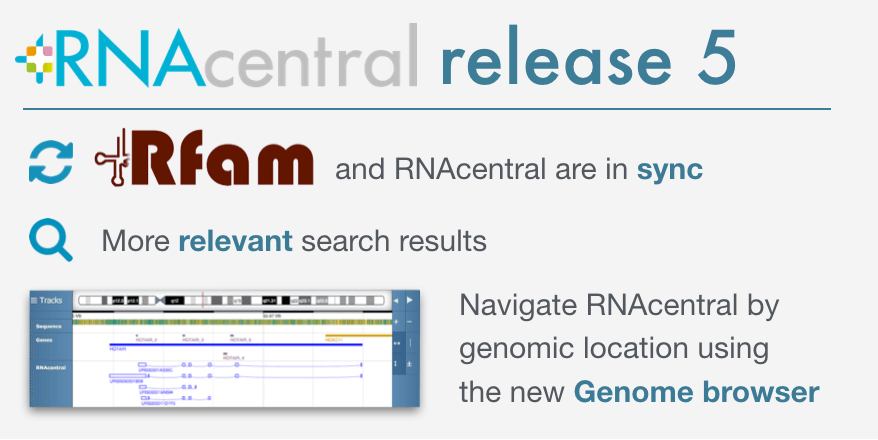 RNAcentral release 5
Rfam and RNAcentral are in sync
More relevant search results
Tracks
Sequence
Genes
HOTAIR
RNAcentral
Navigate RNAcentral by
genomic location using
the new Genome browser